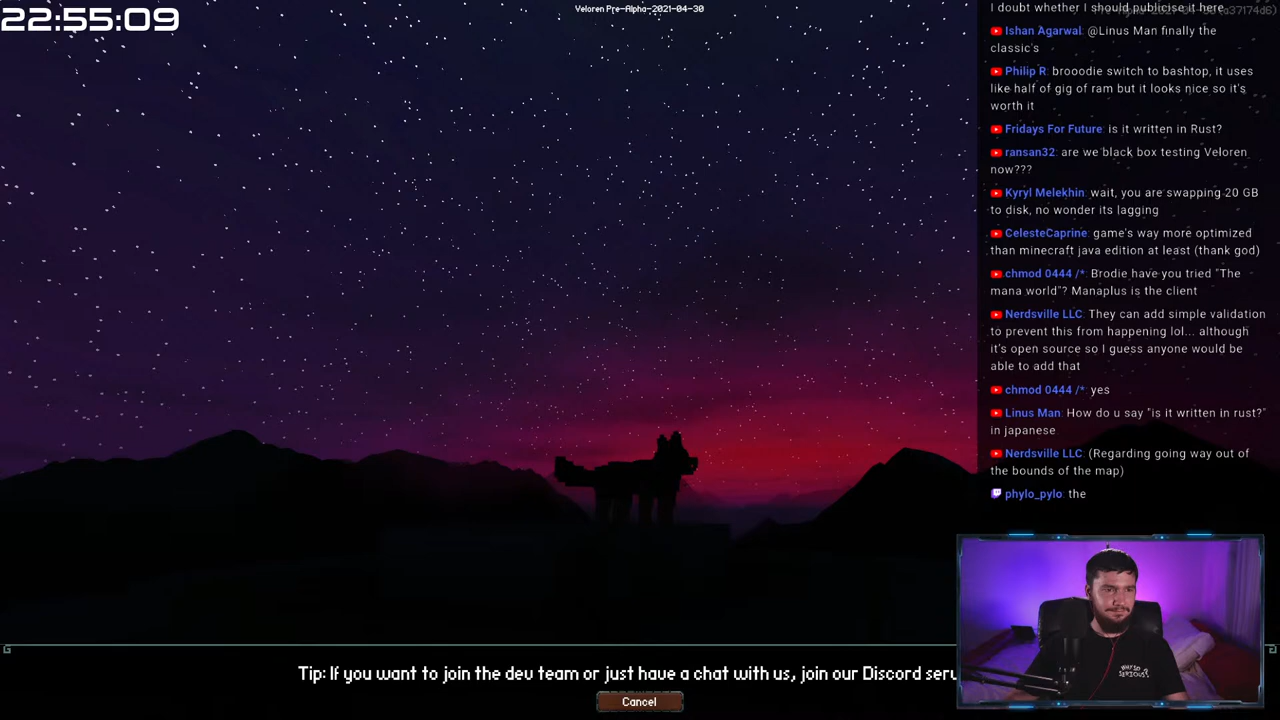 22:55:09
Veloren Pre-Alpha-2021-04-30
I doubt whether I should publicise it here
Ishan Agarwal: @Linus Man finally the
classic's
Philip R: brooodie switch to bashtop, it uses
like half of gig of ram but it looks nice so it's
worth it
Fridays For Future: is it written in Rust?
ransan32: are we black box testing Veloren
now???
Kyryl Melekhin: wait, you are swapping 20 GB
to disk, no wonder its lagging
CelesteCaprine: game's way more optimized
than minecraft java edition at least (thank god)
chmod 0444 /*: Brodie have you tried "The
mana world"? Manaplus is the client
Nerdsville LLC: They can add simple validation
to prevent this from happening lol... although
it's open source so I guess anyone would be
able to add that
chmod 0444 /*: yes
Linus Man: How do u say "is it written in rust?"
in japanese
Nerdsville LLC: (Regarding going way out of
the bounds of the map)
phylo_pylo: the
WHY SO
SERIOUS?
Tip: If you want to join the dev team or just have a chat with us, join our Discord serv
Cancel